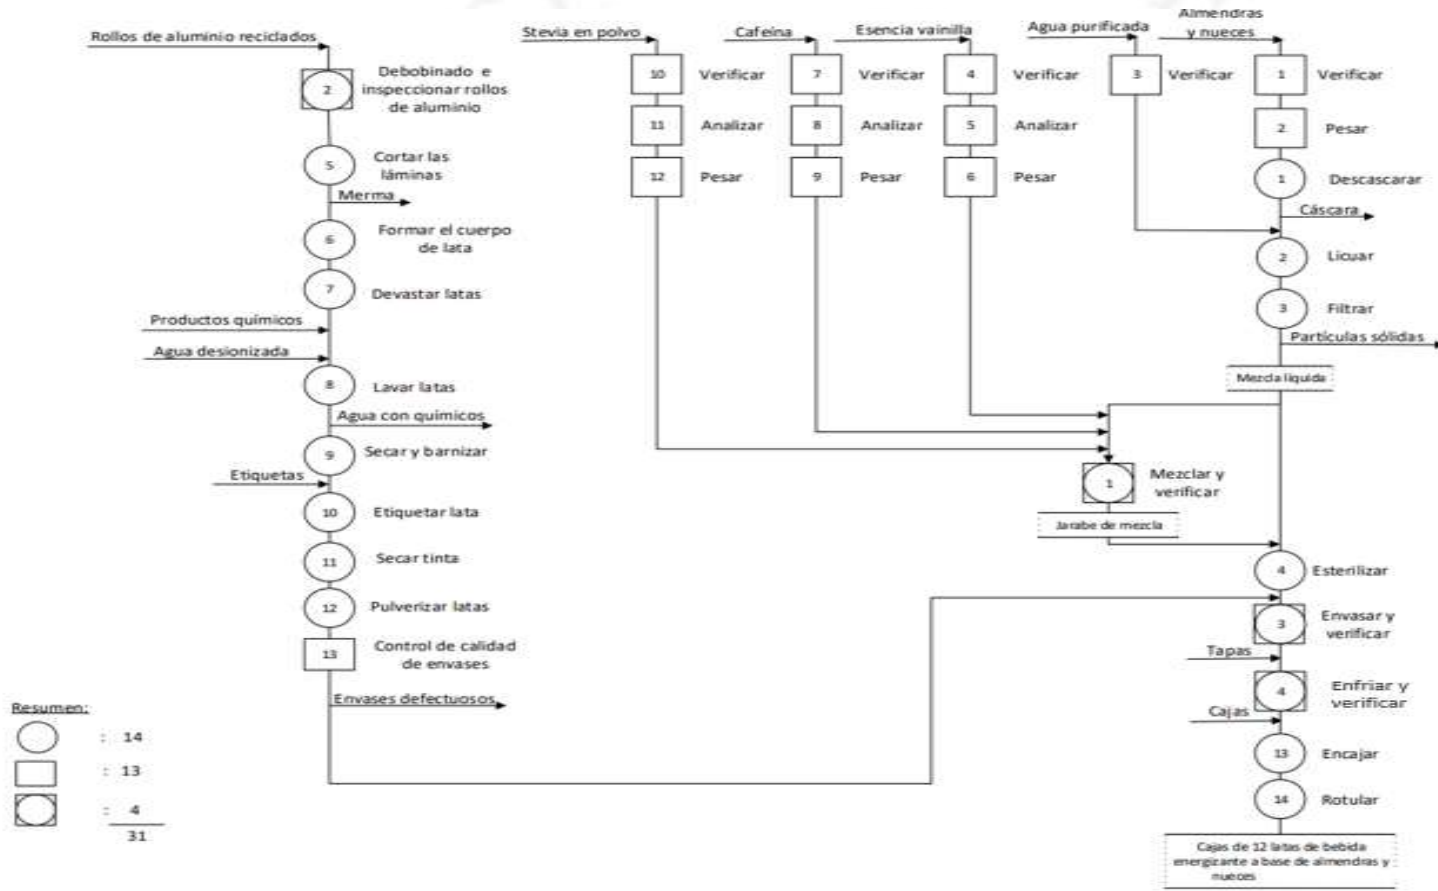 Rollos de aluminio reciclados
2
Debobinado e
inspeccionar rollos
de aluminio
5
Cortar las
láminas
Merma
6
Formar el cuerpo
de lata
7
Devastar latas
Productos químicos
Agua desionizada
8
Lavar latas
Agua con químicos
9
Secar y barnizar
Etiquetas
10
Etiquetar lata
11
Secar tinta
12
Pulverizar latas
13
Control de calidad
de envases
Envases defectuosos
Stevia en polvo
10
Verificar
11
Analizar
12
Pesar
Cafeína
7
Verificar
8
Analizar
9
Pesar
Esencia vainilla
4
Verificar
5
Analizar
6
Pesar
Agua purificada
3
Verificar
Almendras
y nueces
1
Verificar
2
Pesar
1
Descascarar
Cáscara
2
Licuar
3
Filtrar
Partículas sólidas
Mezcla líquida
1
Mezclar y
verificar
Jarabe de mezcla
4
Esterilizar
3
Envasar y
verificar
Tapas
4
Enfriar y
verificar
Cajas
13
Encajar
14
Rotular
Cajas de 12 latas de bebida
energizante a base de almendras y
nueces
Resumen:
: 14
: 13
: 4
31